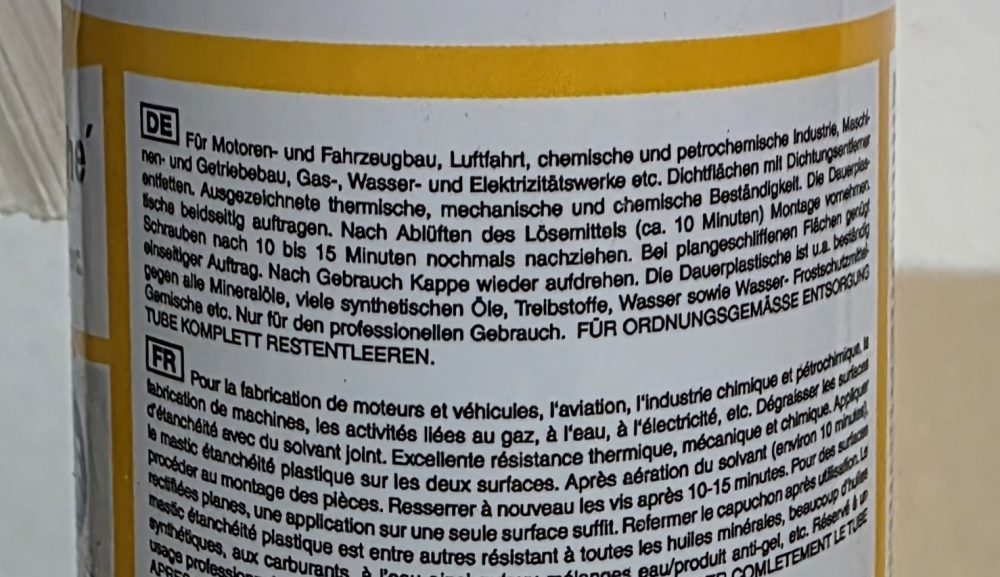 hé
DE Für Motoren- und Fahrzeugbau, Luftfahrt, chemische und petrochemische Industrie, Maschi-
nen- und Getriebebau, Gas-, Wasser- und Elektrizitätswerke etc. Dichtflächen mit Dichtungsentferner
entfetten. Ausgezeichnete thermische, mechanische und chemische Beständigkeit. Die Dauerplas-
tische beidseitig auftragen. Nach Ablüften des Lösemittels (ca. 10 Minuten) Montage vornehmen.
Schrauben nach 10 bis 15 Minuten nochmals nachziehen. Bei plangeschliffenen Flächen genügt
einseitiger Auftrag. Nach Gebrauch Kappe wieder aufdrehen. Die Dauerplastische ist u.a. beständig
gegen alle Mineralöle, viele synthetischen Öle, Treibstoffe, Wasser sowie Wasser- Frostschutzmittel-
Gemische etc. Nur für den professionellen Gebrauch. FÜR ORDNUNGSGEMÄSSE ENTSORGUNG
TUBE KOMPLETT RESTENTLEEREN.
FR Pour la fabrication de moteurs et véhicules, l'aviation, l'industrie chimique et pétrochimique, la
fabrication de machines, les activités liées au gaz, à l'eau, à l'électricité, etc. Dégraisser les surfaces
d'étanchéité avec du solvant joint. Excellente résistance thermique, mécanique et chimique. Appliquer
le mastic étanchéité plastique sur les deux surfaces. Après aération du solvant (environ 10 minutes),
procéder au montage des pièces. Resserrer à nouveau les vis après 10-15 minutes. Pour des surfaces
rectifiées planes, une application sur une seule surface suffit. Refermer le capuchon après utilisation. Le
mastic étanchéité plastique est entre autres résistant à toutes les huiles minérales, beaucoup d'huiles
synthétiques, aux carburants, à l'eau eau/produit anti-gel, etc. Réservé à un
usage COMLETEMENT LE TUBE